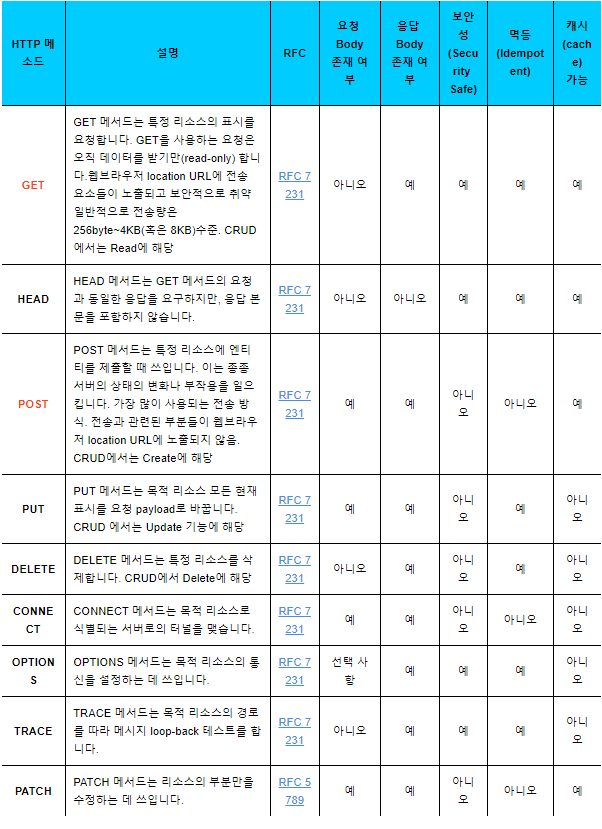 HTTP 메
소드
설명
RFC
요청
Body
존재 여
부
응답
Body
존재 여
부
보안
성
(Secu
rity
Safe)
멱등
(Idempot
ent)
캐시
(cach
e)
가능
GET
GET 메서드는 특정 리소스의 표시를
요청합니다. GET을 사용하는 요청은
오직 데이터를 받기만(read-only) 합니
다.웹브라우저 location URL에 전송
요소들이 노출되고 보안적으로 취약
일반적으로 전송량은
256byte~4KB(혹은 8KB)수준. CRUD
에서는 Read에 해당
RFC 7
231
아니오
예
예
예
예
HEAD
HEAD 메서드는 GET 메서드의 요청
과 동일한 응답을 요구하지만, 응답 본
문을 포함하지 않습니다.
RFC 7
231
아니오
아니오
예
예
예
POST
POST 메서드는 특정 리소스에 엔티
티를 제출할 때 쓰입니다. 이는 종종
서버의 상태의 변화나 부작용을 일으
킵니다. 가장 많이 사용되는 전송 방
식. 전송과 관련된 부분들이 웹브라우
저 location URL에 노출되지 않음.
CRUD에서는 Create에 해당
RFC 7
231
예
예
아니
오
아니오
예
PUT
PUT 메서드는 목적 리소스 모든 현재
표시를 요청 payload로 바꿉니다.
CRUD 에서는 Update 기능에 해당
RFC 7
231
예
예
아니
오
예
아니
오
DELETE
DELETE 메서드는 특정 리소스를 삭
제합니다. CRUD에서 Delete에 해당
RFC 7
231
아니오
예
아니
오
예
아니
오
CONNE
CT
CONNECT 메서드는 목적 리소스로
식별되는 서버로의 터널을 맺습니다.
RFC 7
231
예
예
아니
오
아니오
아니
오
OPTION
S
OPTIONS 메서드는 목적 리소스의 통
신을 설정하는 데 쓰입니다.
RFC 7
231
선택 사
항
예
예
예
아니
오
TRACE
TRACE 메서드는 목적 리소스의 경로
를 따라 메시지 loop-back 테스트를 합
니다.
RFC 7
231
아니오
예
예
예
아니
오
PATCH
PATCH 메서드는 리소스의 부분만을
수정하는 데 쓰입니다.
RFC 5
789
예
예
아니
오
아니오
예